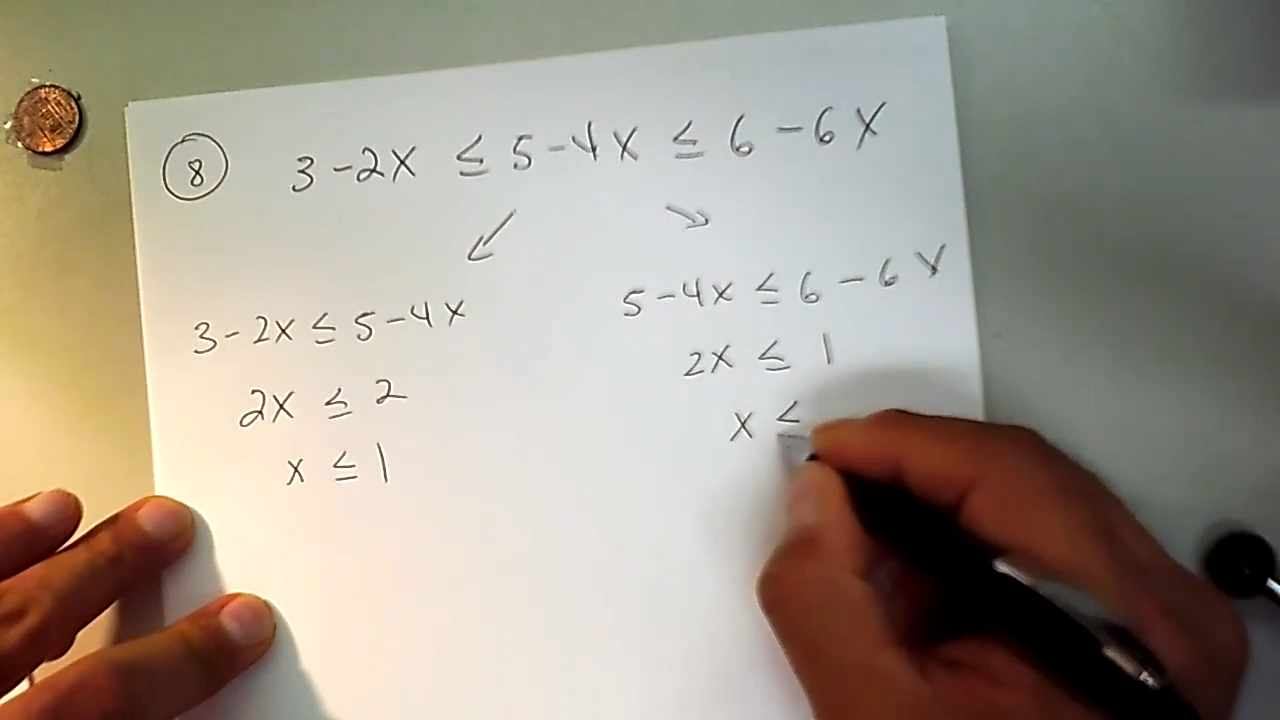 8 3-2x ≤ 5-4x ≤ 6-6x
3-2x ≤ 5-4x
2x ≤ 2
x ≤ 1
5-4x ≤ 6-6x
2x ≤ 1
x ≤